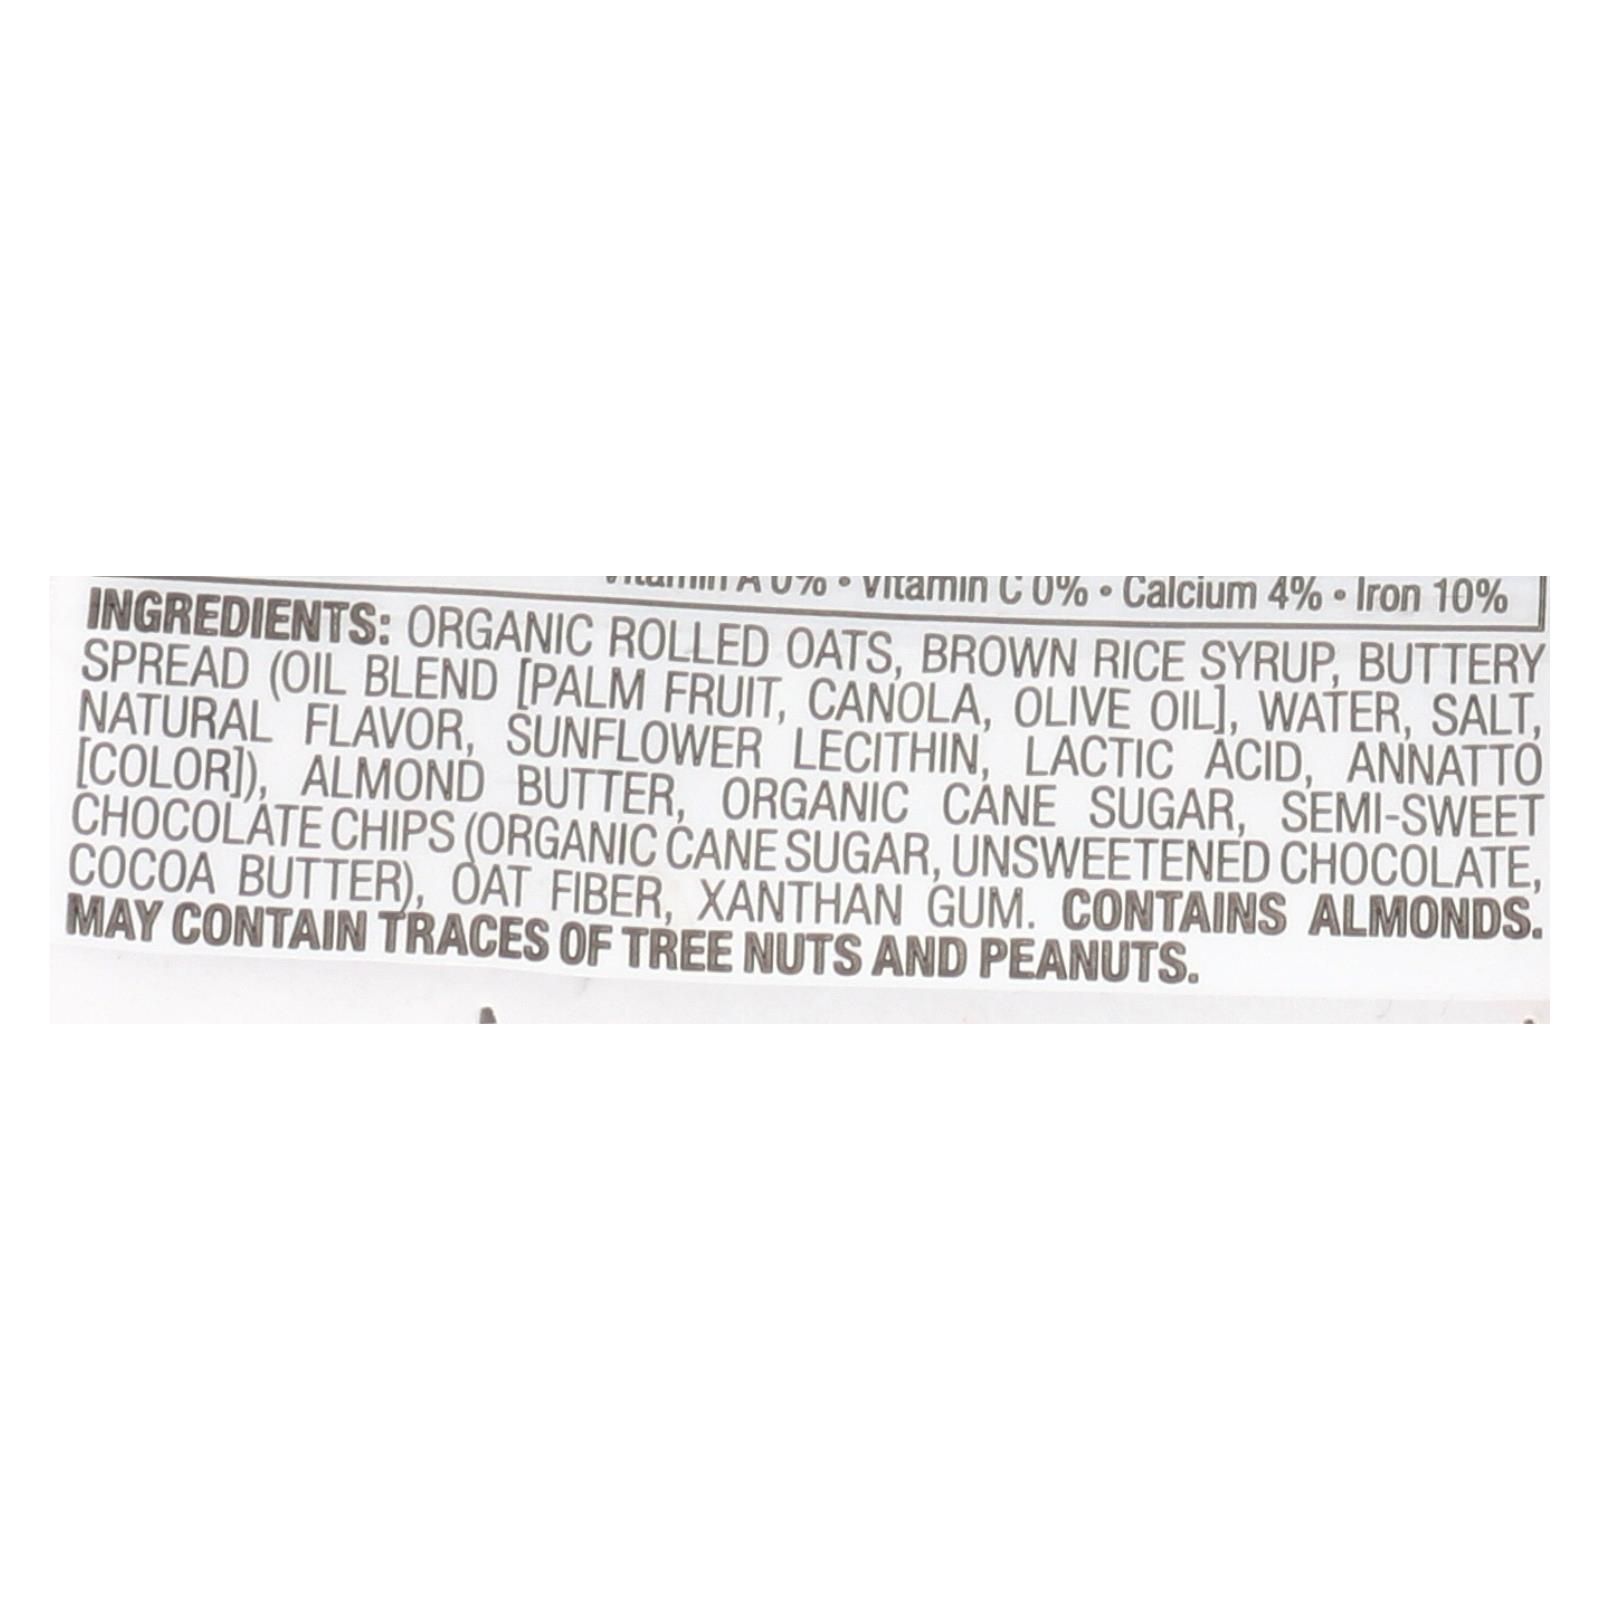 Vitamin A 0% • Vitamin C 0% • Calcium 4% • Iron 10%
INGREDIENTS: ORGANIC ROLLED OATS, BROWN RICE SYRUP, BUTTERY
SPREAD (OIL BLEND [PALM FRUIT, CANOLA, OLIVE OIL], WATER, SALT,
NATURAL FLAVOR, SUNFLOWER LECITHIN, LACTIC ACID, ANNATTO
[COLOR]), ALMOND BUTTER, ORGANIC CANE SUGAR, SEMI-SWEET
CHOCOLATE CHIPS (ORGANIC CANE SUGAR, UNSWEETENED CHOCOLATE,
COCOA BUTTER), OAT FIBER, XANTHAN GUM. CONTAINS ALMONDS.
MAY CONTAIN TRACES OF TREE NUTS AND PEANUTS.